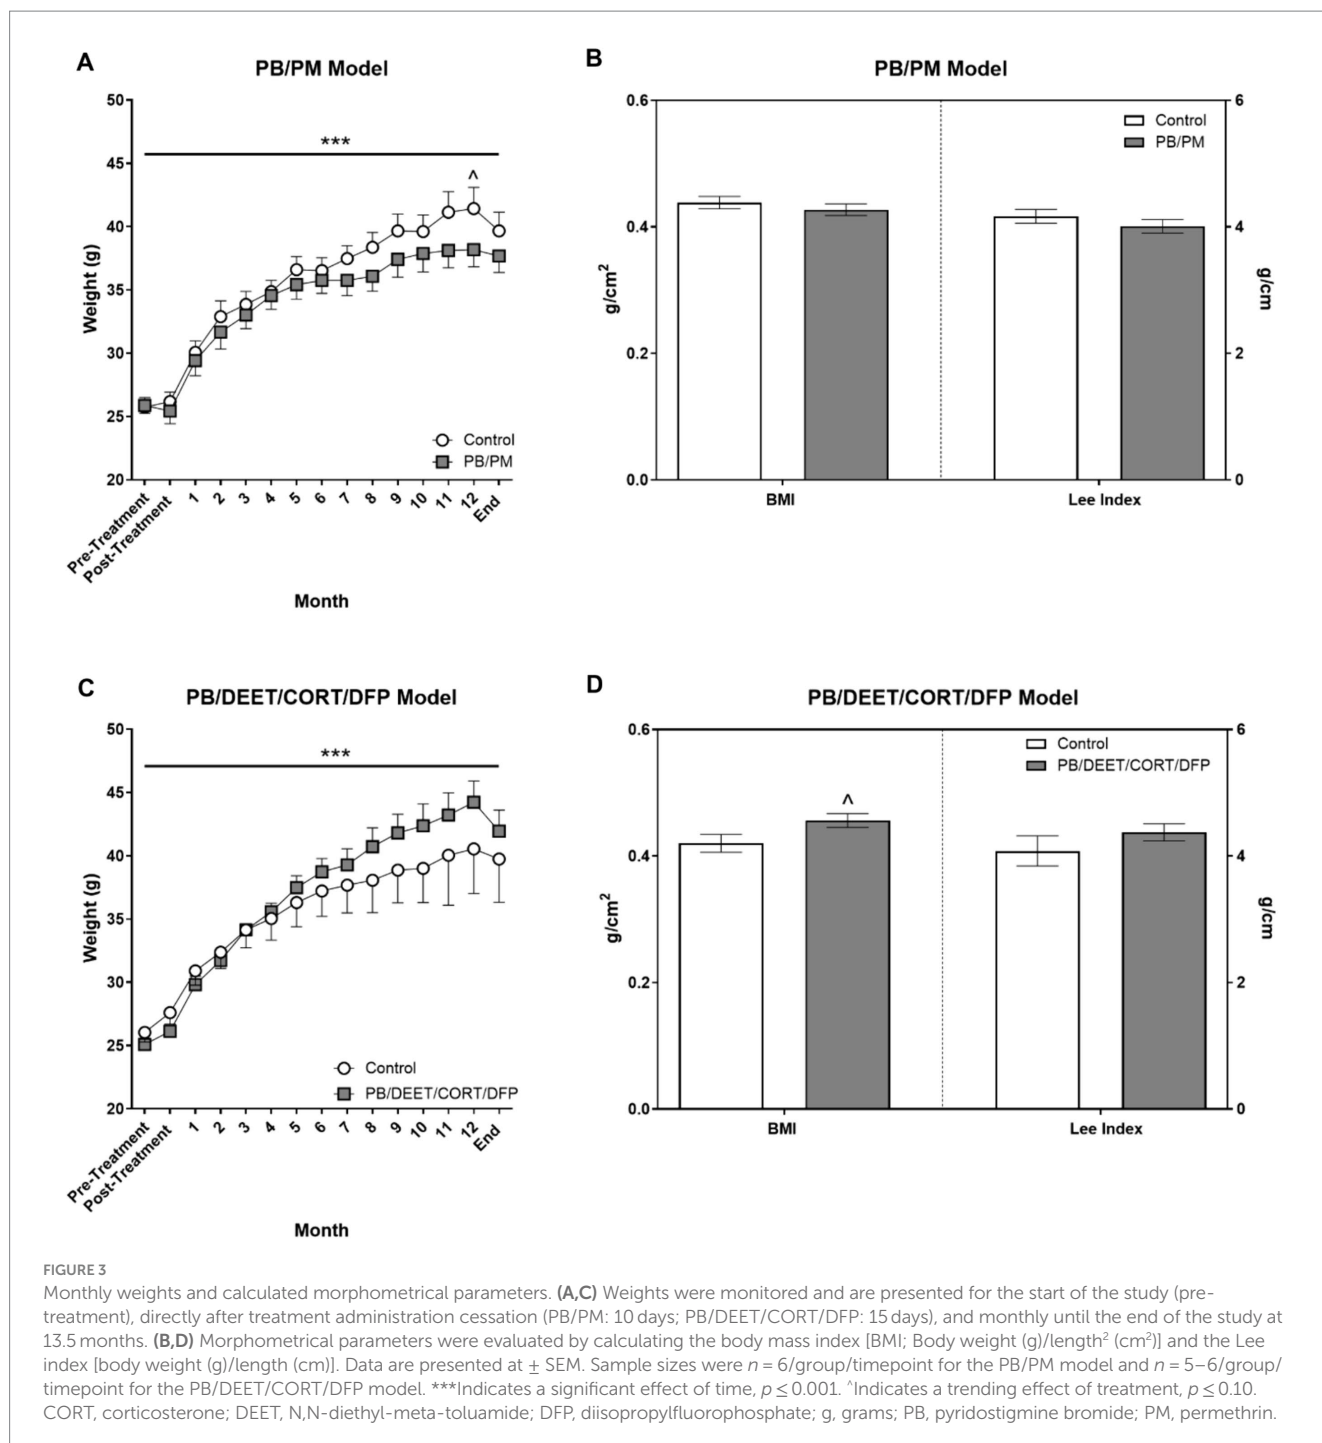 A
PB/PM Model
50
45
40
35
30
25
20
Weight (g)
***
^
Control
PB/PM
Pre-Treatment
Post-Treatment
1
2
3
4
5
6
7
8
9
10
11
12
End
Month
B
PB/PM Model
0.6
0.4
0.2
0.0
g/cm²
Control
PB/PM
6
4
2
0
g/cm
BMI
Lee Index
C
PB/DEET/CORT/DFP Model
50
45
40
35
30
25
20
Weight (g)
***
Control
PB/DEET/CORT/DFP
Pre-Treatment
Post-Treatment
1
2
3
4
5
6
7
8
9
10
11
12
End
Month
D
PB/DEET/CORT/DFP Model
0.6
0.4
0.2
0.0
g/cm²
Control
PB/DEET/CORT/DFP
^
6
4
2
0
g/cm
BMI
Lee Index
FIGURE 3
Monthly weights and calculated morphometrical parameters. (A,C) Weights were monitored and are presented for the start of the study (pre-
treatment), directly after treatment administration cessation (PB/PM: 10 days; PB/DEET/CORT/DFP: 15 days), and monthly until the end of the study at
13.5 months. (B,D) Morphometrical parameters were evaluated by calculating the body mass index [BMI; Body weight (g)/length² (cm²)] and the Lee
index [body weight (g)/length (cm)]. Data are presented at ± SEM. Sample sizes were n = 6/group/timepoint for the PB/PM model and n = 5–6/group/
timepoint for the PB/DEET/CORT/DFP model. ***Indicates a significant effect of time, p ≤ 0.001. ^Indicates a trending effect of treatment, p ≤ 0.10.
CORT, corticosterone; DEET, N,N-diethyl-meta-toluamide; DFP, diisopropylfluorophosphate; g, grams; PB, pyridostigmine bromide; PM, permethrin.